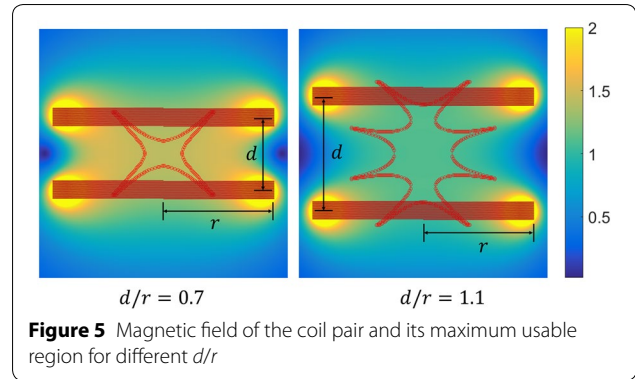 2
1.5
1
0.5
d
r
d
r
d/r = 0.7
d/r = 1.1
Figure 5 Magnetic field of the coil pair and its maximum usable
region for different d/r